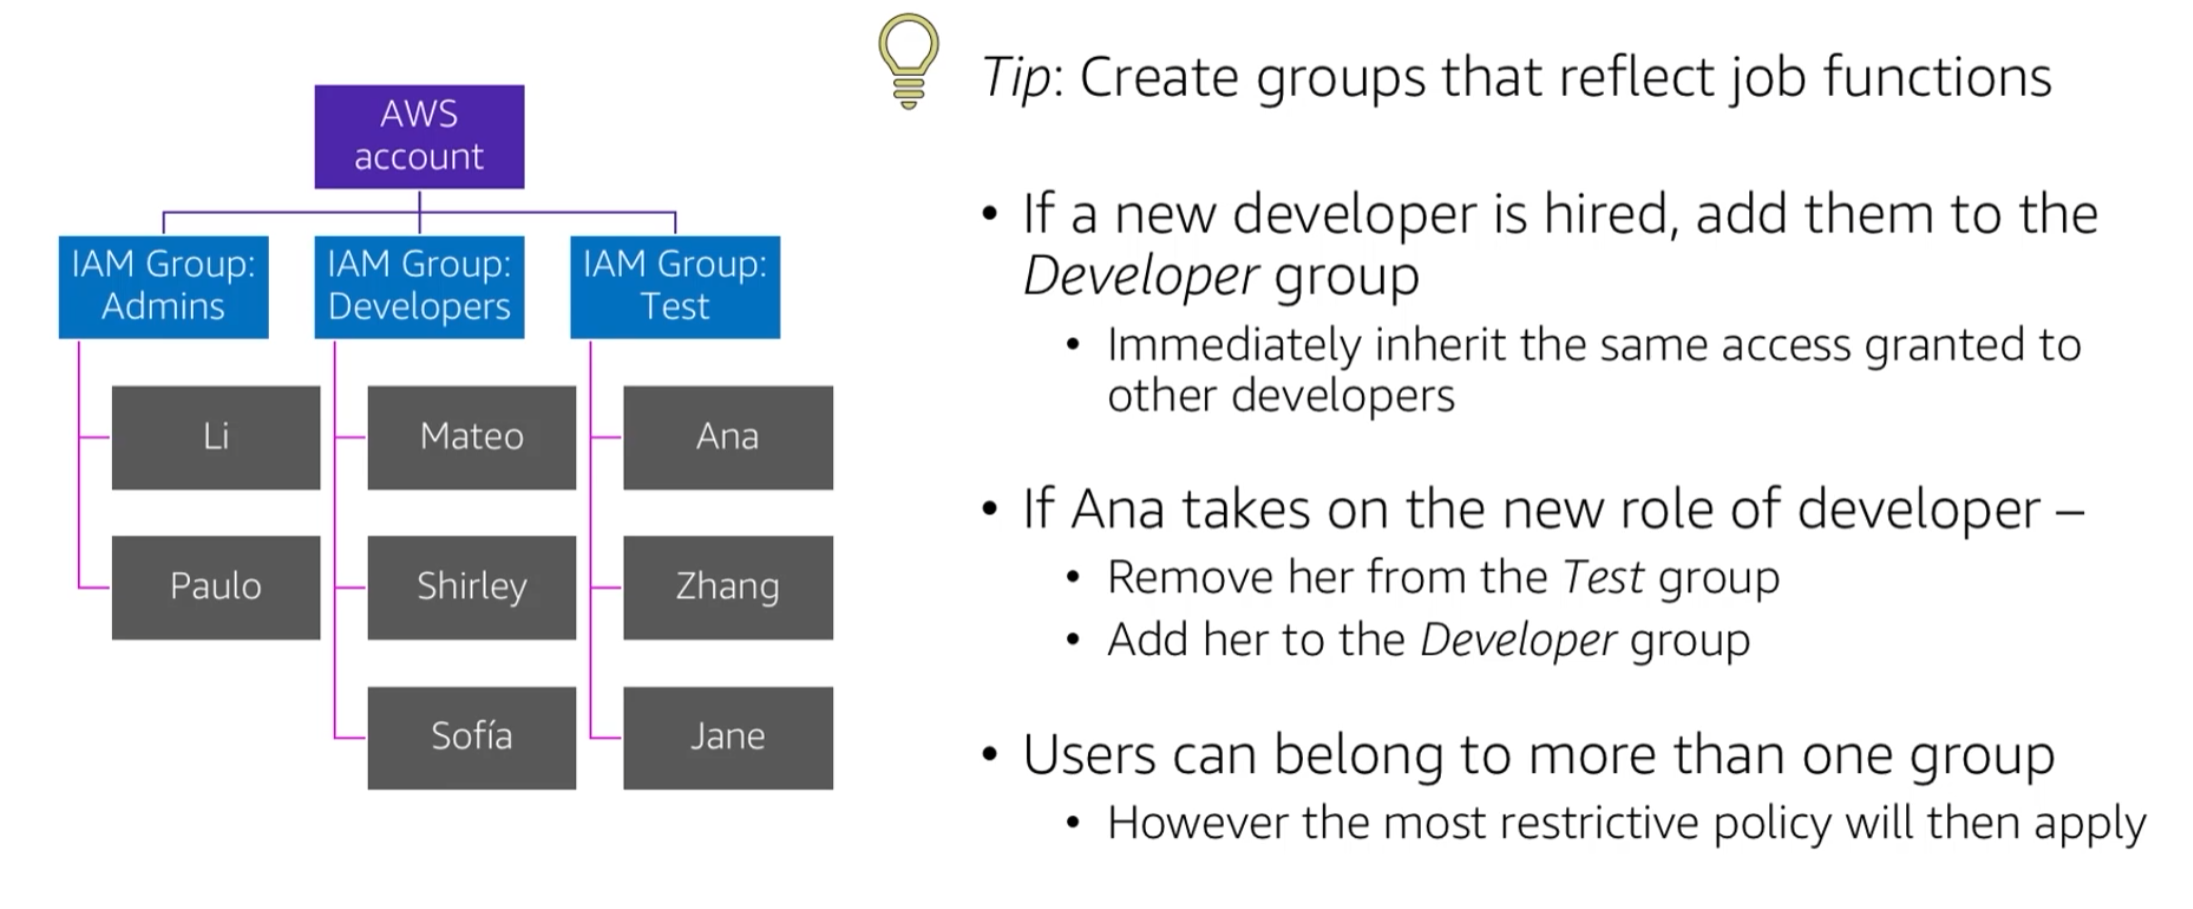 AWS
account
IAM Group:
Admins
IAM Group:
Developers
IAM Group:
Test
Li
Mateo
Ana
Paulo
Shirley
Zhang
Sofía
Jane
Tip: Create groups that reflect job functions
• If a new developer is hired, add them to the
Developer group
• Immediately inherit the same access granted to
other developers
• If Ana takes on the new role of developer –
• Remove her from the Test group
• Add her to the Developer group
• Users can belong to more than one group
• However the most restrictive policy will then apply